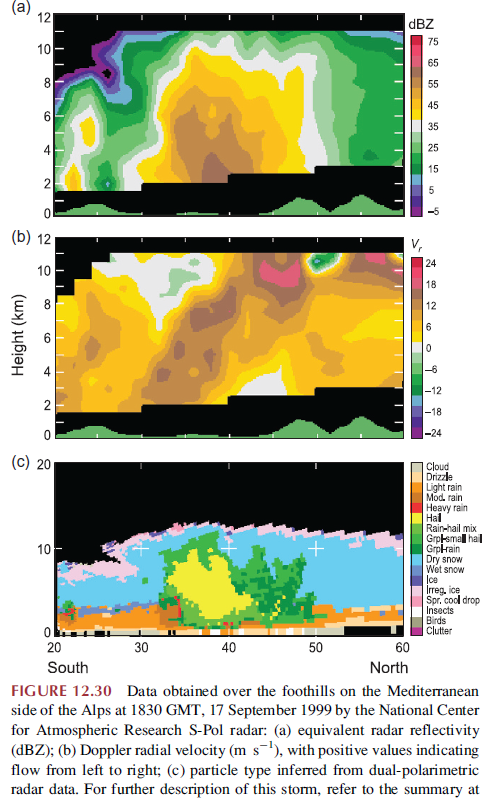 (a)
12
10
8
6
4
2
0
dBZ
75
65
55
45
35
25
15
5
−5
(b)
12
10
8
6
4
2
0
Height (km)
Vr
24
18
12
6
0
−6
−12
−18
−24
(c)
20
10
0
20 30 40 50 60
South North
Cloud
Drizzle
Light rain
Mod. rain
Heavy rain
Hail
Rain-hail mix
Grpl-small hail
Grpl-rain
Dry snow
Wet snow
Ice
Irreg. ice
Spr. cool drop
Insects
Birds
Clutter
FIGURE 12.30 Data obtained over the foothills on the Mediterranean
side of the Alps at 1830 GMT, 17 September 1999 by the National Center
for Atmospheric Research S-Pol radar: (a) equivalent radar reflectivity
(dBZ); (b) Doppler radial velocity (m s−1), with positive values indicating
flow from left to right; (c) particle type inferred from dual-polarimetric
radar data. For further description of this storm, refer to the summary at